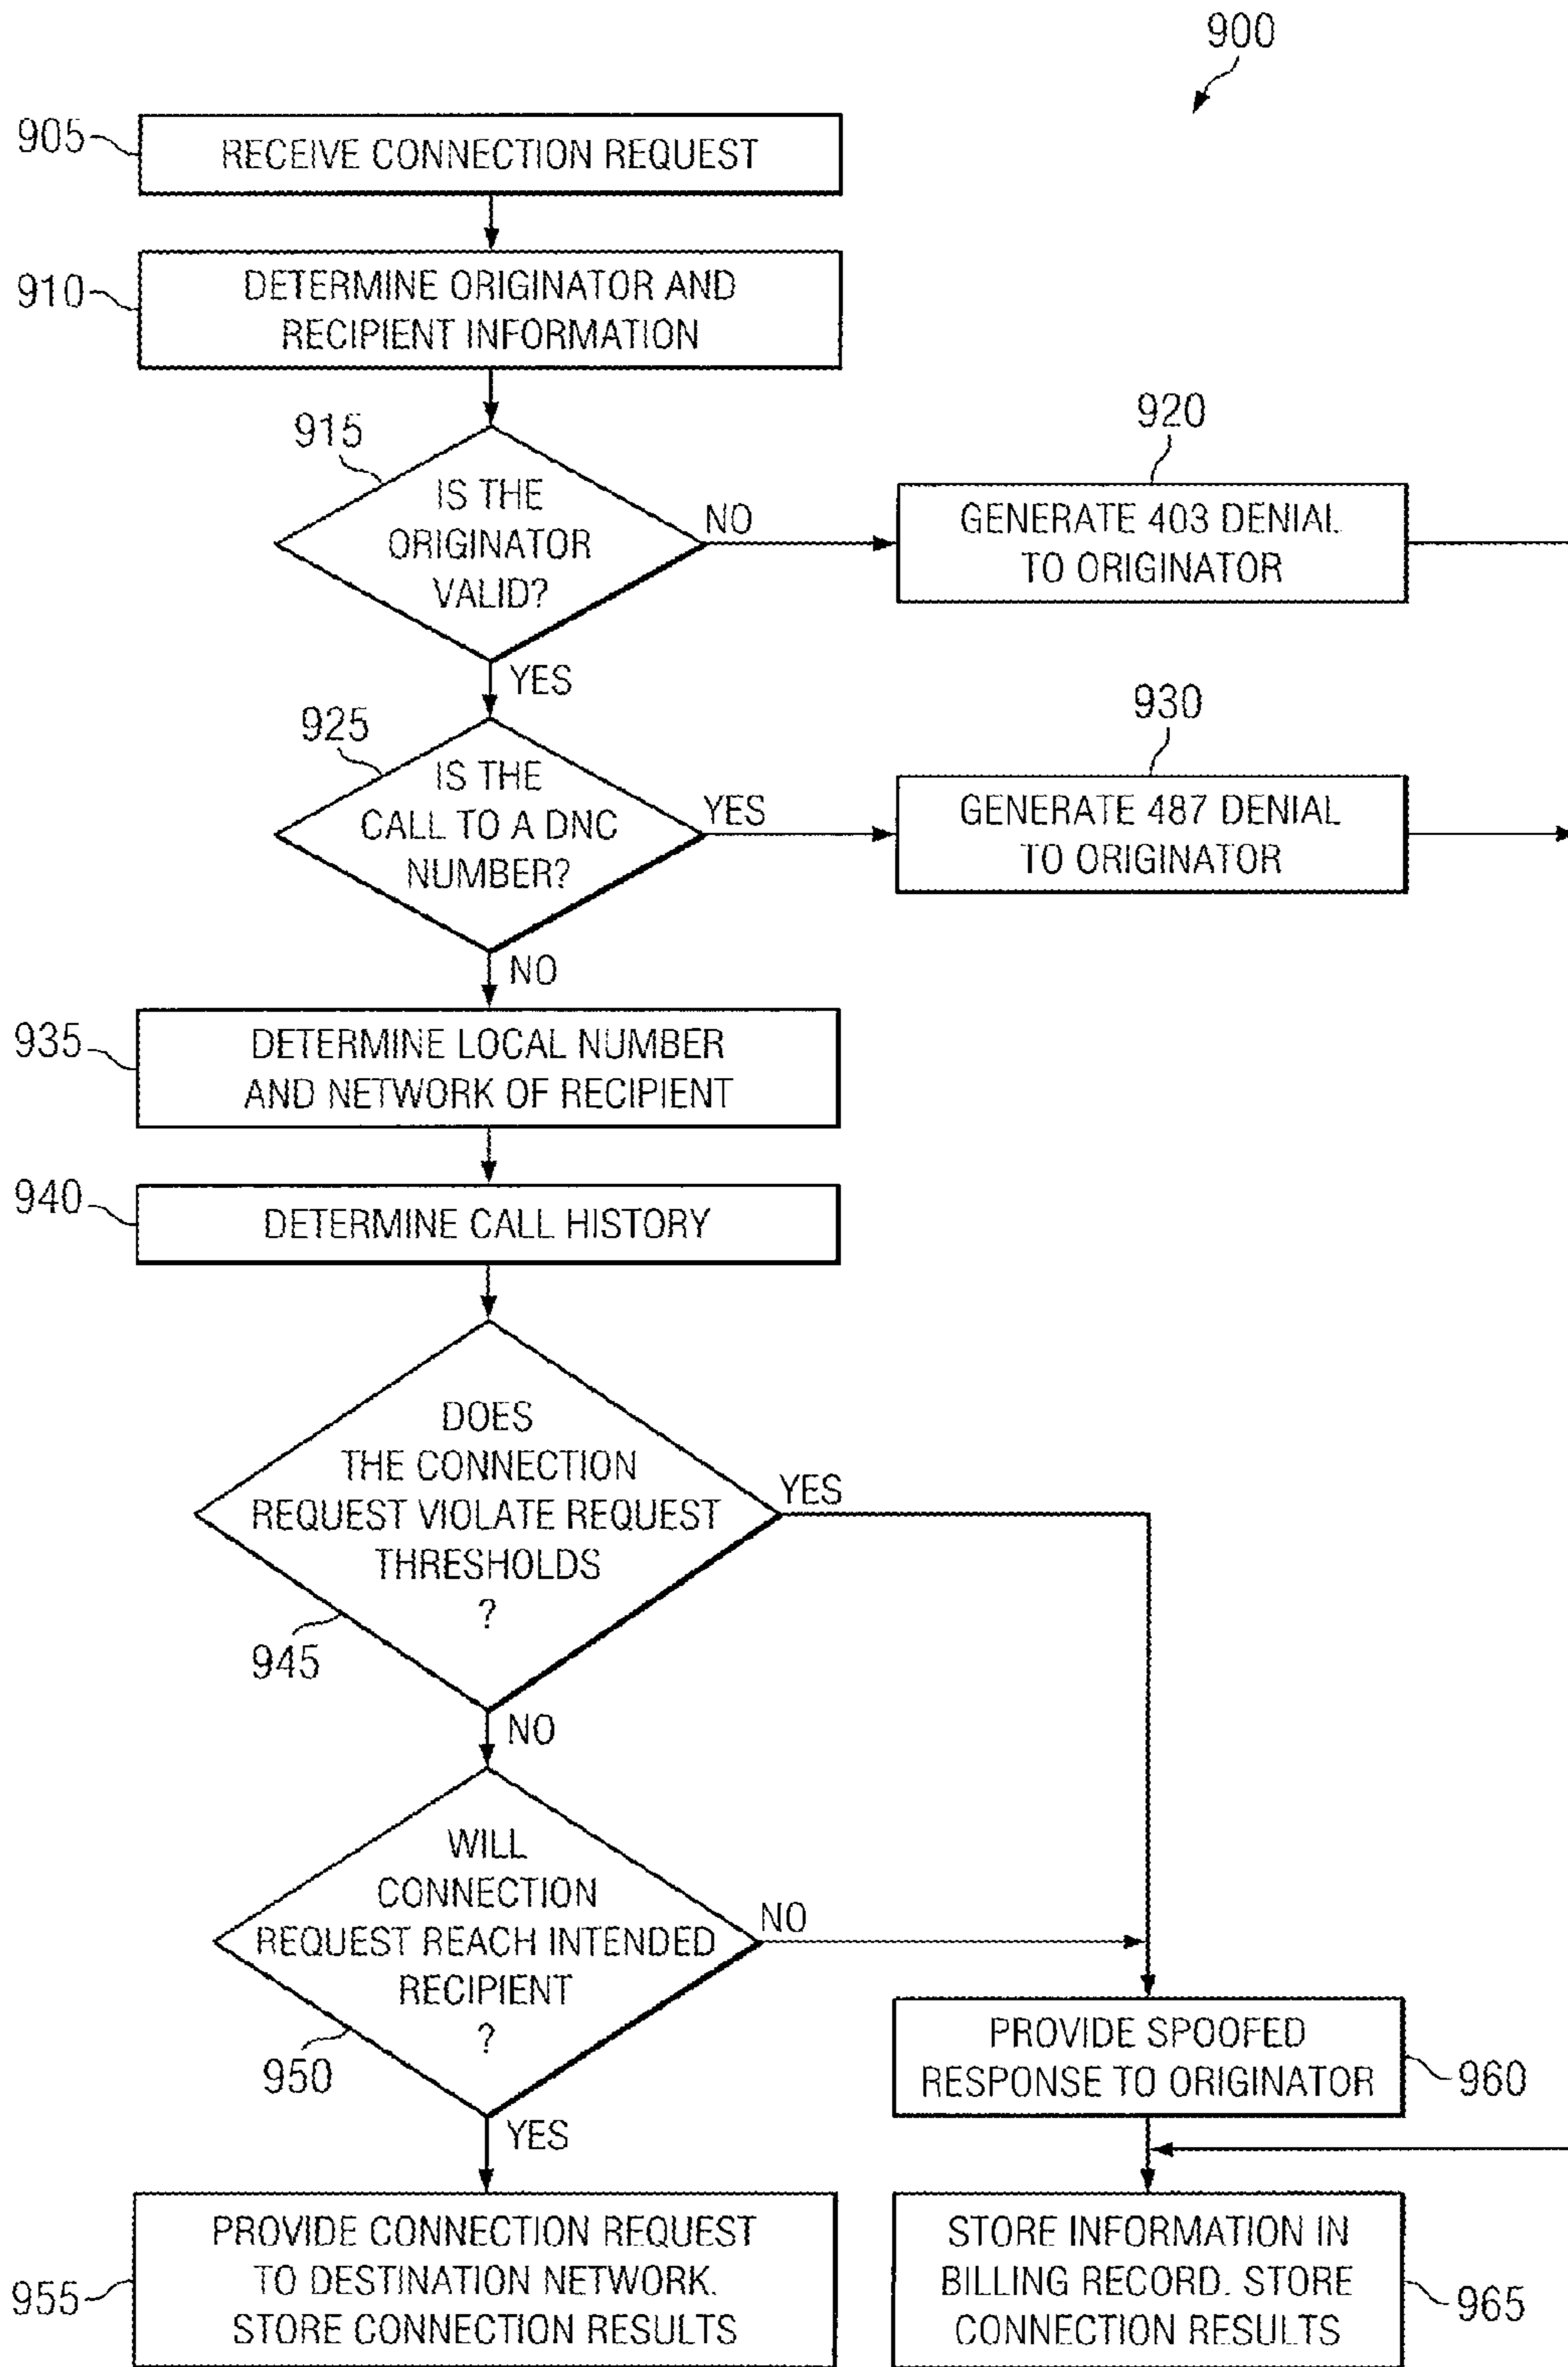 900
905
RECEIVE CONNECTION REQUEST
910
DETERMINE ORIGINATOR AND
RECIPIENT INFORMATION
915
IS THE
ORIGINATOR
VALID?
NO
920
GENERATE 403 DENIAL
TO ORIGINATOR
YES
925
IS THE
CALL TO A DNC
NUMBER?
YES
930
GENERATE 487 DENIAL
TO ORIGINATOR
NO
935
DETERMINE LOCAL NUMBER
AND NETWORK OF RECIPIENT
940
DETERMINE CALL HISTORY
DOES
THE CONNECTION
REQUEST VIOLATE REQUEST
THRESHOLDS
?
945
YES
NO
WILL
CONNECTION
REQUEST REACH INTENDED
RECIPIENT
?
950
NO
YES
PROVIDE SPOOFED
RESPONSE TO ORIGINATOR
960
955
PROVIDE CONNECTION REQUEST
TO DESTINATION NETWORK.
STORE CONNECTION RESULTS
STORE INFORMATION IN
BILLING RECORD. STORE
CONNECTION RESULTS
965